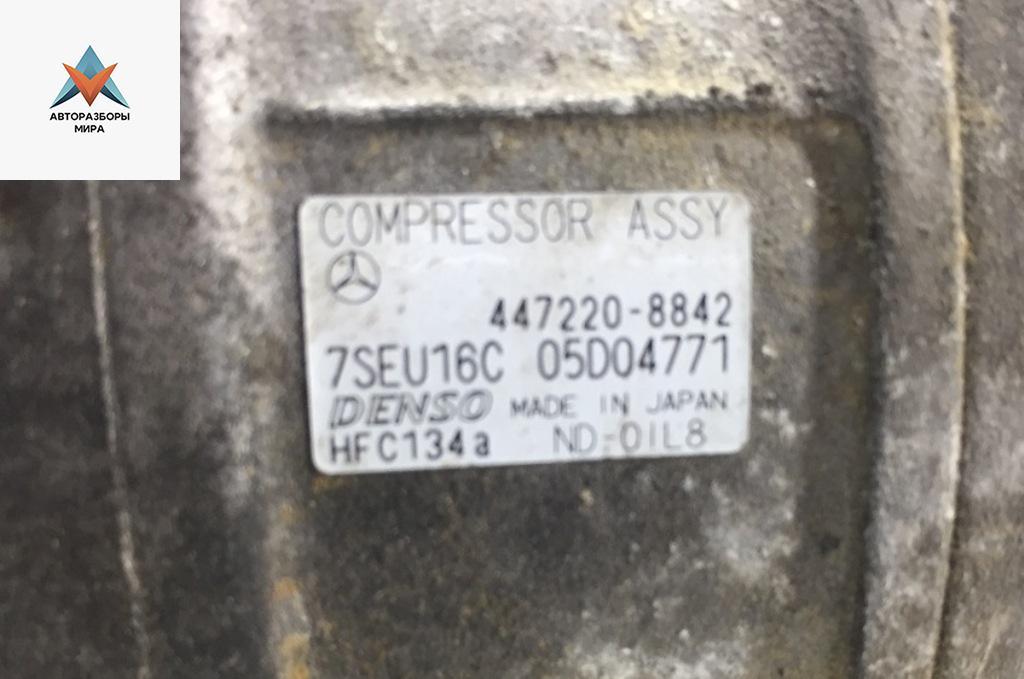 АВТОРАЗБОРЫ
МИРА
COMPRESSOR ASSY
447220-8842
7SEU16C 05D04771
DENSO MADE IN JAPAN
HFC134a ND-OIL8